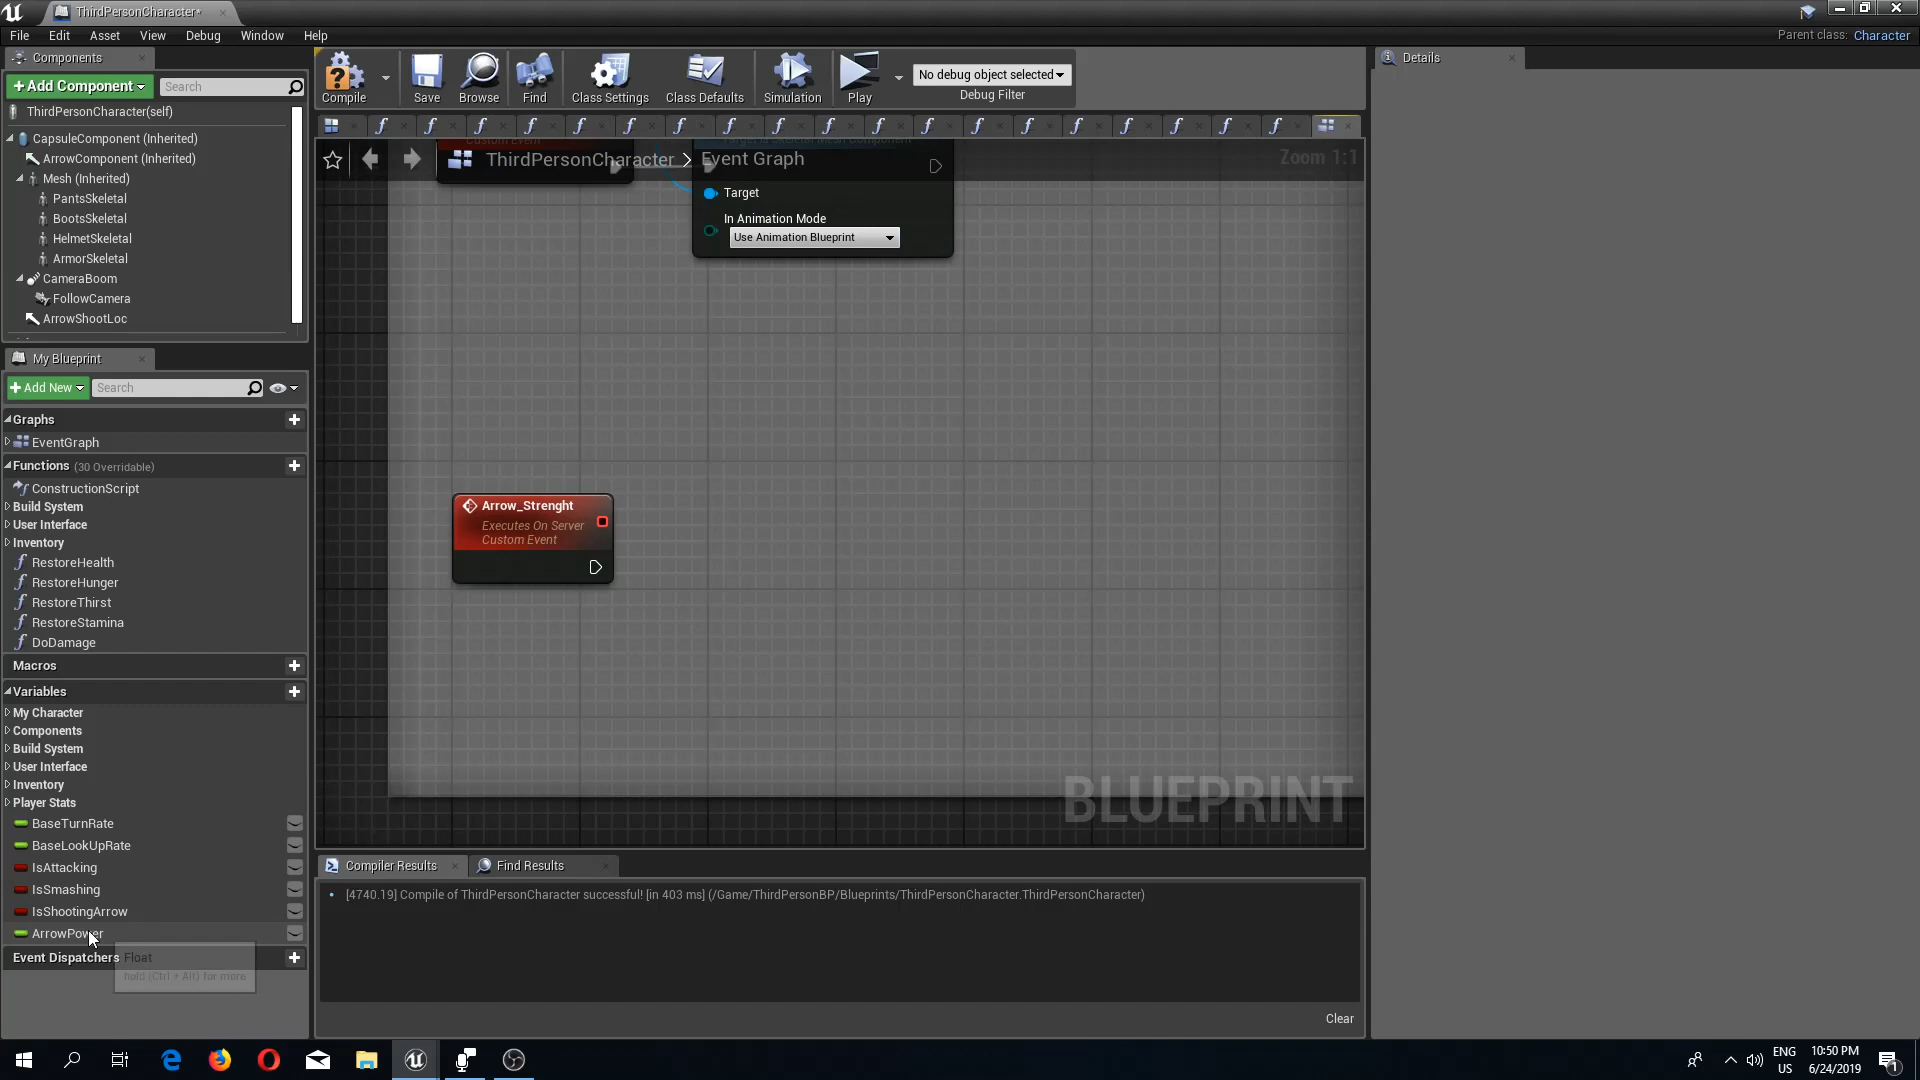 ThirdPersonCharacter*
File Edit Asset View Debug Window Help
Parent class: Character
Components
+Add Component
Search
ThirdPersonCharacter(self)
CapsuleComponent (Inherited)
ArrowComponent (Inherited)
Mesh (Inherited)
PantsSkeletal
BootsSkeletal
HelmetSkeletal
ArmorSkeletal
CameraBoom
FollowCamera
ArrowShootLoc
My Blueprint
+Add New
Search
Graphs
EventGraph
Functions (30 Overridable)
ConstructionScript
Build System
User Interface
Inventory
RestoreHealth
RestoreHunger
RestoreThirst
RestoreStamina
DoDamage
Macros
Variables
My Character
Components
Build System
User Interface
Inventory
Player Stats
BaseTurnRate
BaseLookUpRate
IsAttacking
IsSmashing
IsShootingArrow
ArrowPower
Event Dispatchers
Float
hold (Ctrl + Alt) for more
Compile
Save
Browse
Find
Class Settings
Class Defaults
Simulation
Play
No debug object selected
Debug Filter
Custom Event
Target is Skeletal Mesh Component
ThirdPersonCharacter > Event Graph
Zoom 1:1
Target
In Animation Mode
Use Animation Blueprint
Arrow_Strenght
Executes On Server
Custom Event
BLUEPRINT
Compiler Results
Find Results
[4740.19] Compile of ThirdPersonCharacter successful! [in 403 ms] (/Game/ThirdPersonBP/Blueprints/ThirdPersonCharacter.ThirdPersonCharacter)
Clear
Details
ENG
US
10:50 PM
6/24/2019
1